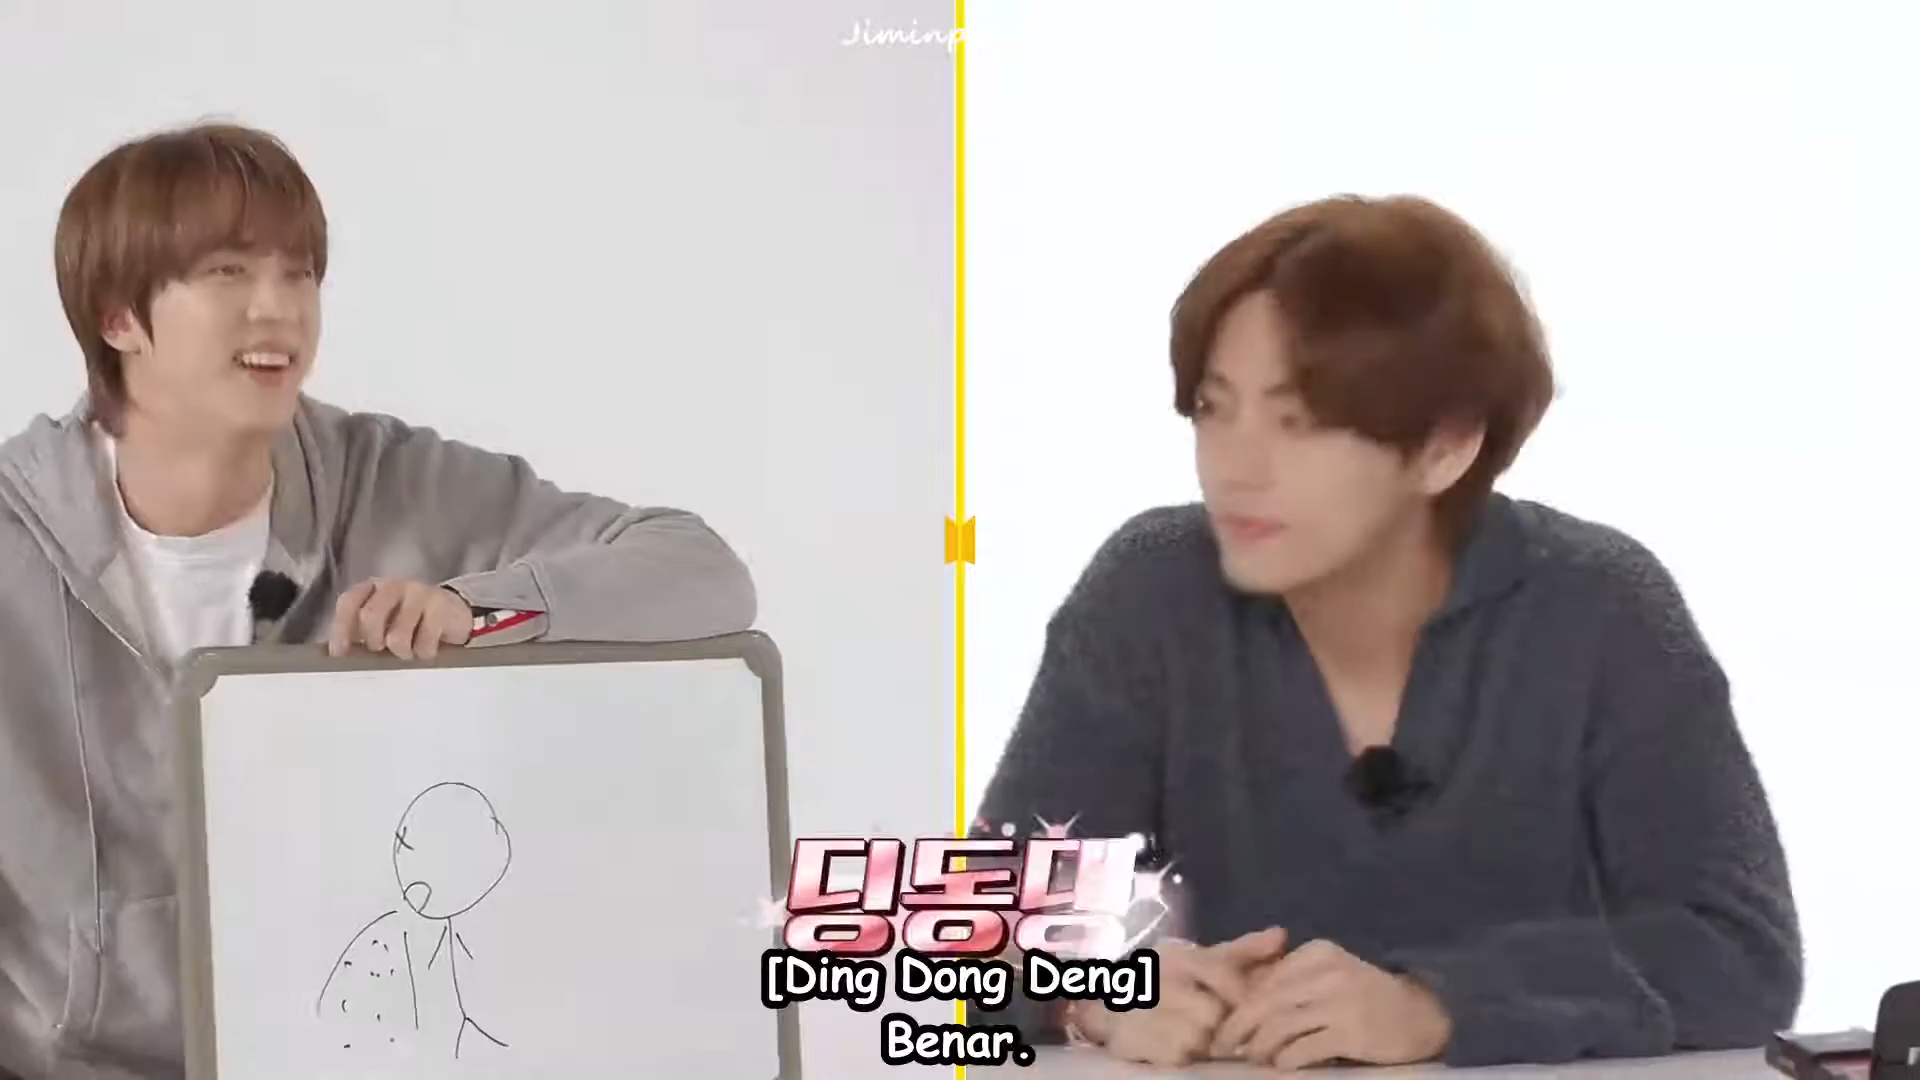 딩동댕
[Ding Dong Deng]
Benar.